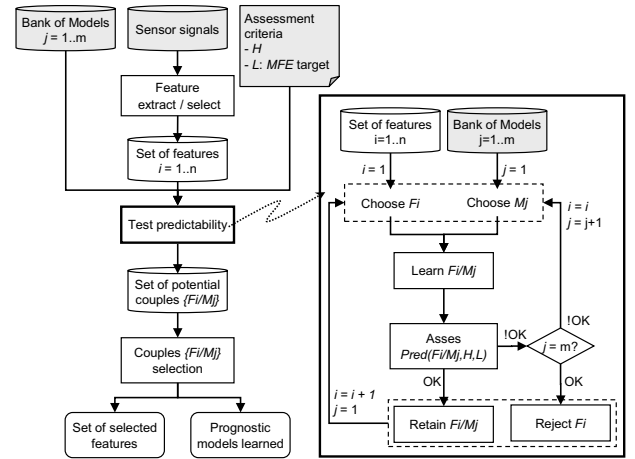 Bank of Models
j = 1..m
Sensor signals
Assessment
criteria
- H
- L: MFE target
Feature
extract / select
Set of features
i = 1..n
Test predictability
Set of potential
couples {Fi/Mj}
Couples {Fi/Mj}
selection
Set of selected
features
Prognostic
models learned
Set of features
i=1..n
Bank of Models
j=1..m
i = 1
j = 1
Choose Fi
Choose Mj
i = i
j = j+1
Learn Fi/Mj
Asses
Pred(Fi/Mj,H,L)
!OK
!OK
j = m?
OK
OK
i = i + 1
j = 1
Retain Fi/Mj
Reject Fi